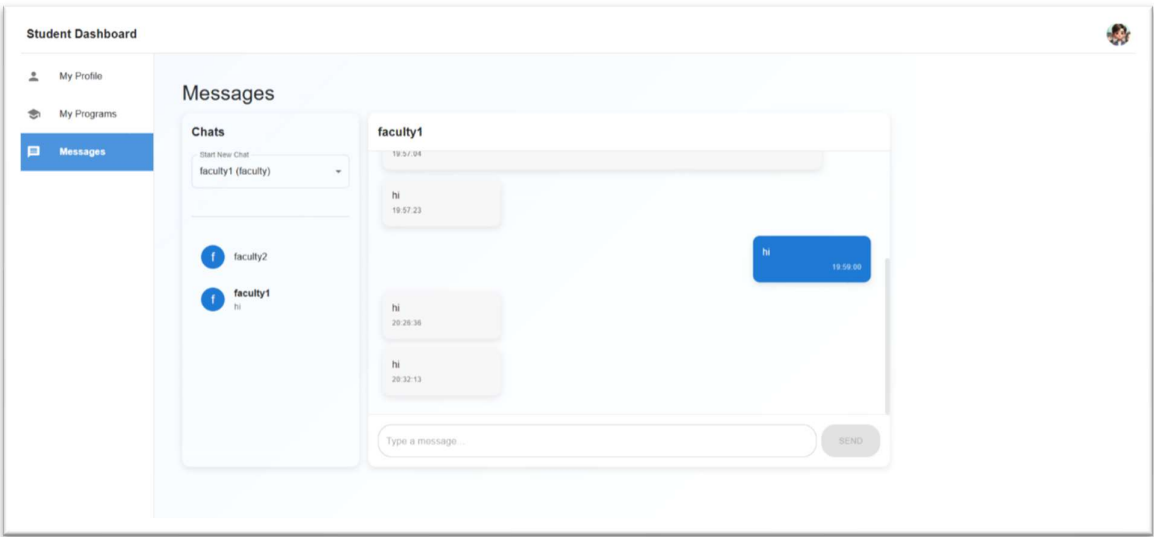 Student Dashboard
My Profile
My Programs
Messages
Messages
Chats
Start New Chat
faculty1 (faculty)
f
faculty2
f
faculty1
hi
faculty1
19:57:04
hi
19:57:23
hi
19:59:00
hi
20:26:36
hi
20:32:13
Type a message...
SEND